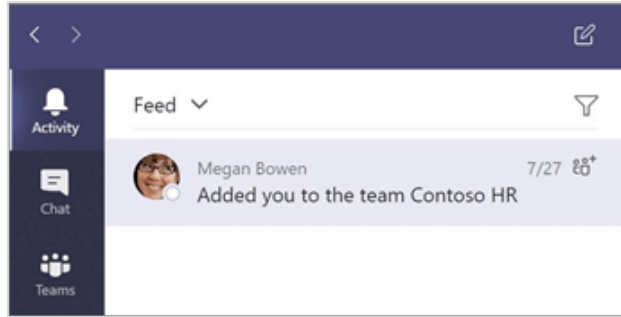 Activity
Feed
Megan Bowen 7/27
Added you to the team Contoso HR
Chat
Teams